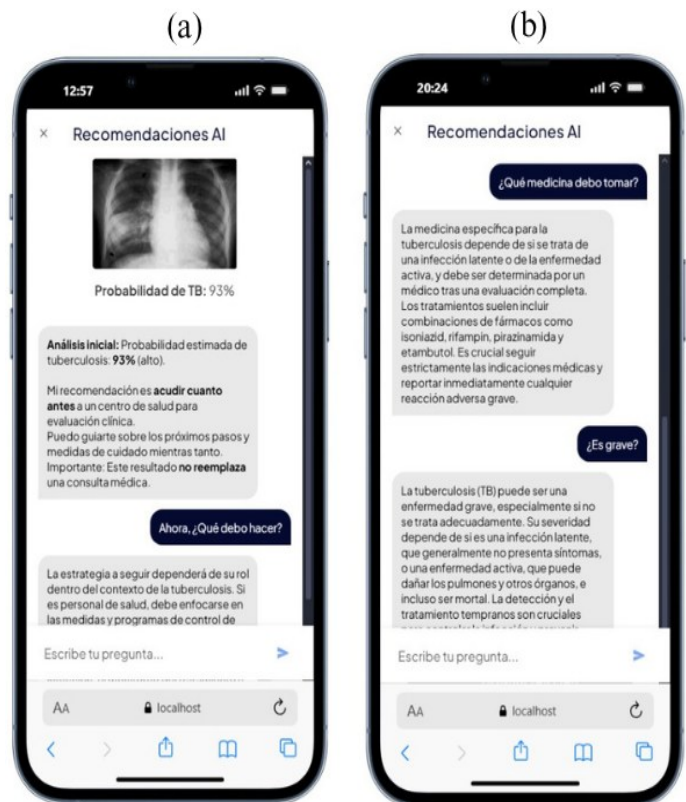 (a)
12:57
× Recomendaciones AI
Probabilidad de TB: 93%
Análisis inicial: Probabilidad estimada de
tuberculosis: 93% (alto).
Mi recomendación es acudir cuanto
antes a un centro de salud para
evaluación clínica.
Puedo guiarte sobre los próximos pasos y
medidas de cuidado mientras tanto.
Importante: Este resultado no reemplaza
una consulta médica.
Ahora, ¿Qué debo hacer?
La estrategia a seguir dependerá de su rol
dentro del contexto de la tuberculosis. Si
es personal de salud, debe enfocarse en
las medidas y programas de control de
Escribe tu pregunta...
AA localhost
(b)
20:24
× Recomendaciones AI
¿Qué medicina debo tomar?
La medicina específica para la
tuberculosis depende de si se trata de
una infección latente o de la enfermedad
activa, y debe ser determinada por un
médico tras una evaluación completa.
Los tratamientos suelen incluir
combinaciones de fármacos como
isoniazid, rifampin, pirazinamida y
etambutol. Es crucial seguir
estrictamente las indicaciones médicas y
reportar inmediatamente cualquier
reacción adversa grave.
¿Es grave?
La tuberculosis (TB) puede ser una
enfermedad grave, especialmente si no
se trata adecuadamente. Su severidad
depende de si es una infección latente,
que generalmente no presenta síntomas,
o una enfermedad activa, que puede
dañar los pulmones y otros órganos, e
incluso ser mortal. La detección y el
tratamiento tempranos son cruciales
Escribe tu pregunta...
AA localhost